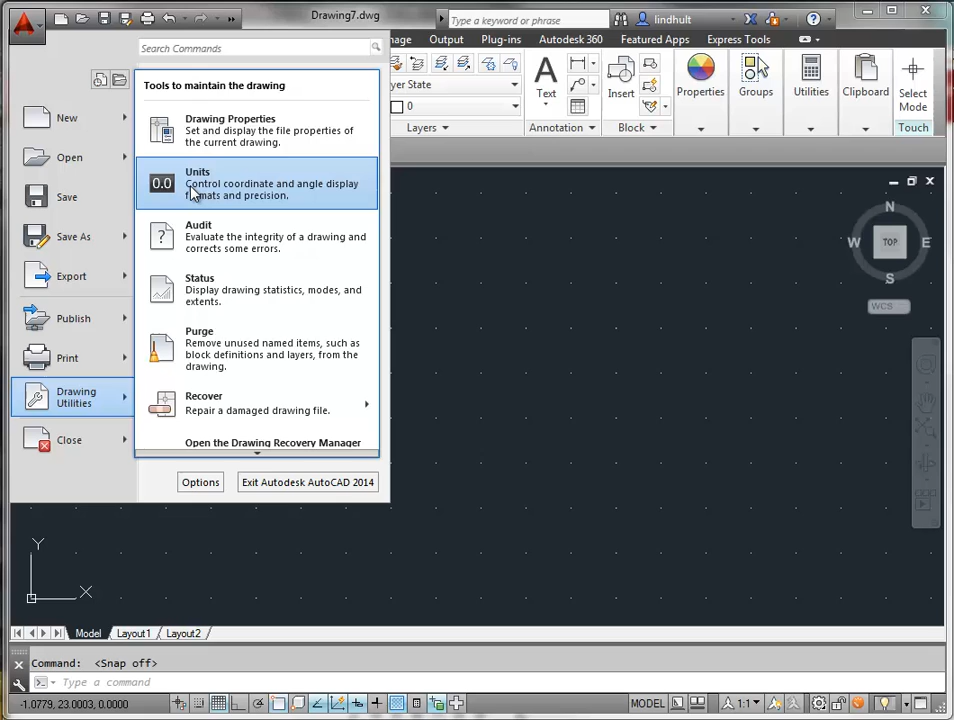 Drawing7.dwg
Type a keyword or phrase
lindhult
Search Commands
Output
Plug-ins
Autodesk 360
Featured Apps
Express Tools
Tools to maintain the drawing
New
Open
Save
Save As
Export
Publish
Print
Drawing
Utilities
Close
Drawing Properties
Set and display the file properties of
the current drawing.
0.0
Units
Control coordinate and angle display
formats and precision.
Audit
Evaluate the integrity of a drawing and
corrects some errors.
Status
Display drawing statistics, modes, and
extents.
Purge
Remove unused named items, such as
block definitions and layers, from the
drawing.
Recover
Repair a damaged drawing file.
Open the Drawing Recovery Manager
Options
Exit Autodesk AutoCAD 2014
0
Layers
Text
Annotation
Insert
Block
Properties
Groups
Utilities
Clipboard
Select
Mode
Touch
N
W
TOP
E
S
WCS
Y
X
Model
Layout1
Layout2
Command: <Snap off>
Type a command
-1.0779, 23.0003, 0.0000
MODEL
1:1